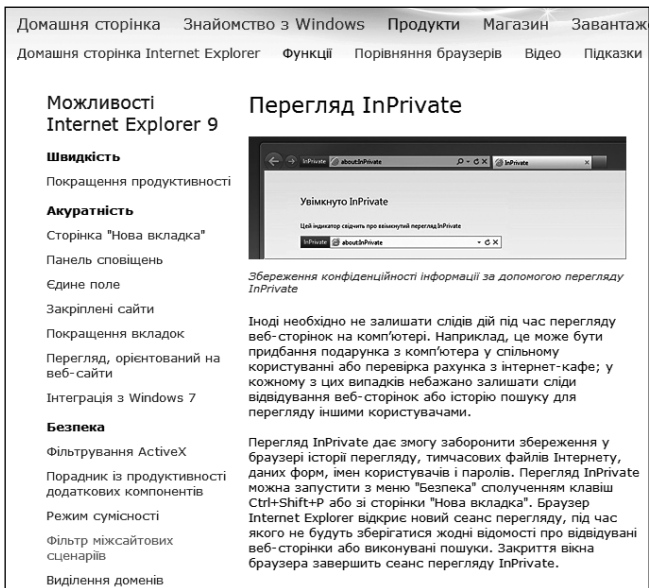 Домашня сторінка Знайомство з Windows Продукти Магазин Завантаже
Домашня сторінка Internet Explorer Функції Порівняння браузерів Відео Підказки
Можливості
Internet Explorer 9
Швидкість
Покращення продуктивності
Акуратність
Сторінка "Нова вкладка"
Панель сповіщень
Єдине поле
Закріплені сайти
Покращення вкладок
Перегляд, орієнтований на
веб-сайти
Інтеграція з Windows 7
Безпека
Фільтрування ActiveX
Порадник із продуктивності
додаткових компонентів
Режим сумісності
Фільтр міжсайтових
сценаріїв
Виділення доменів
Перегляд InPrivate
InPrivate about:InPrivate InPrivate
Увімкнуто InPrivate
Цей індикатор свідчить про ввімкнутий перегляд InPrivate
InPrivate about:InPrivate
Збереження конфіденційності інформації за допомогою перегляду
InPrivate
Іноді необхідно не залишати слідів дій під час перегляду
веб-сторінок на комп'ютері. Наприклад, це може бути
придбання подарунка з комп'ютера у спільному
користуванні або перевірка рахунка з інтернет-кафе; у
кожному з цих випадків небажано залишати сліди
відвідування веб-сторінок або історію пошуку для
перегляду іншими користувачами.
Перегляд InPrivate дає змогу заборонити збереження у
браузері історії перегляду, тимчасових файлів Інтернету,
даних форм, імен користувачів і паролів. Перегляд InPrivate
можна запустити з меню "Безпека" сполученням клавіш
Ctrl+Shift+P або зі сторінки "Нова вкладка". Браузер
Internet Explorer відкриє новий сеанс перегляду, під час
якого не будуть зберігатися жодні відомості про відвідувані
веб-сторінки або виконувані пошуки. Закриття вікна
браузера завершить сеанс перегляду InPrivate.